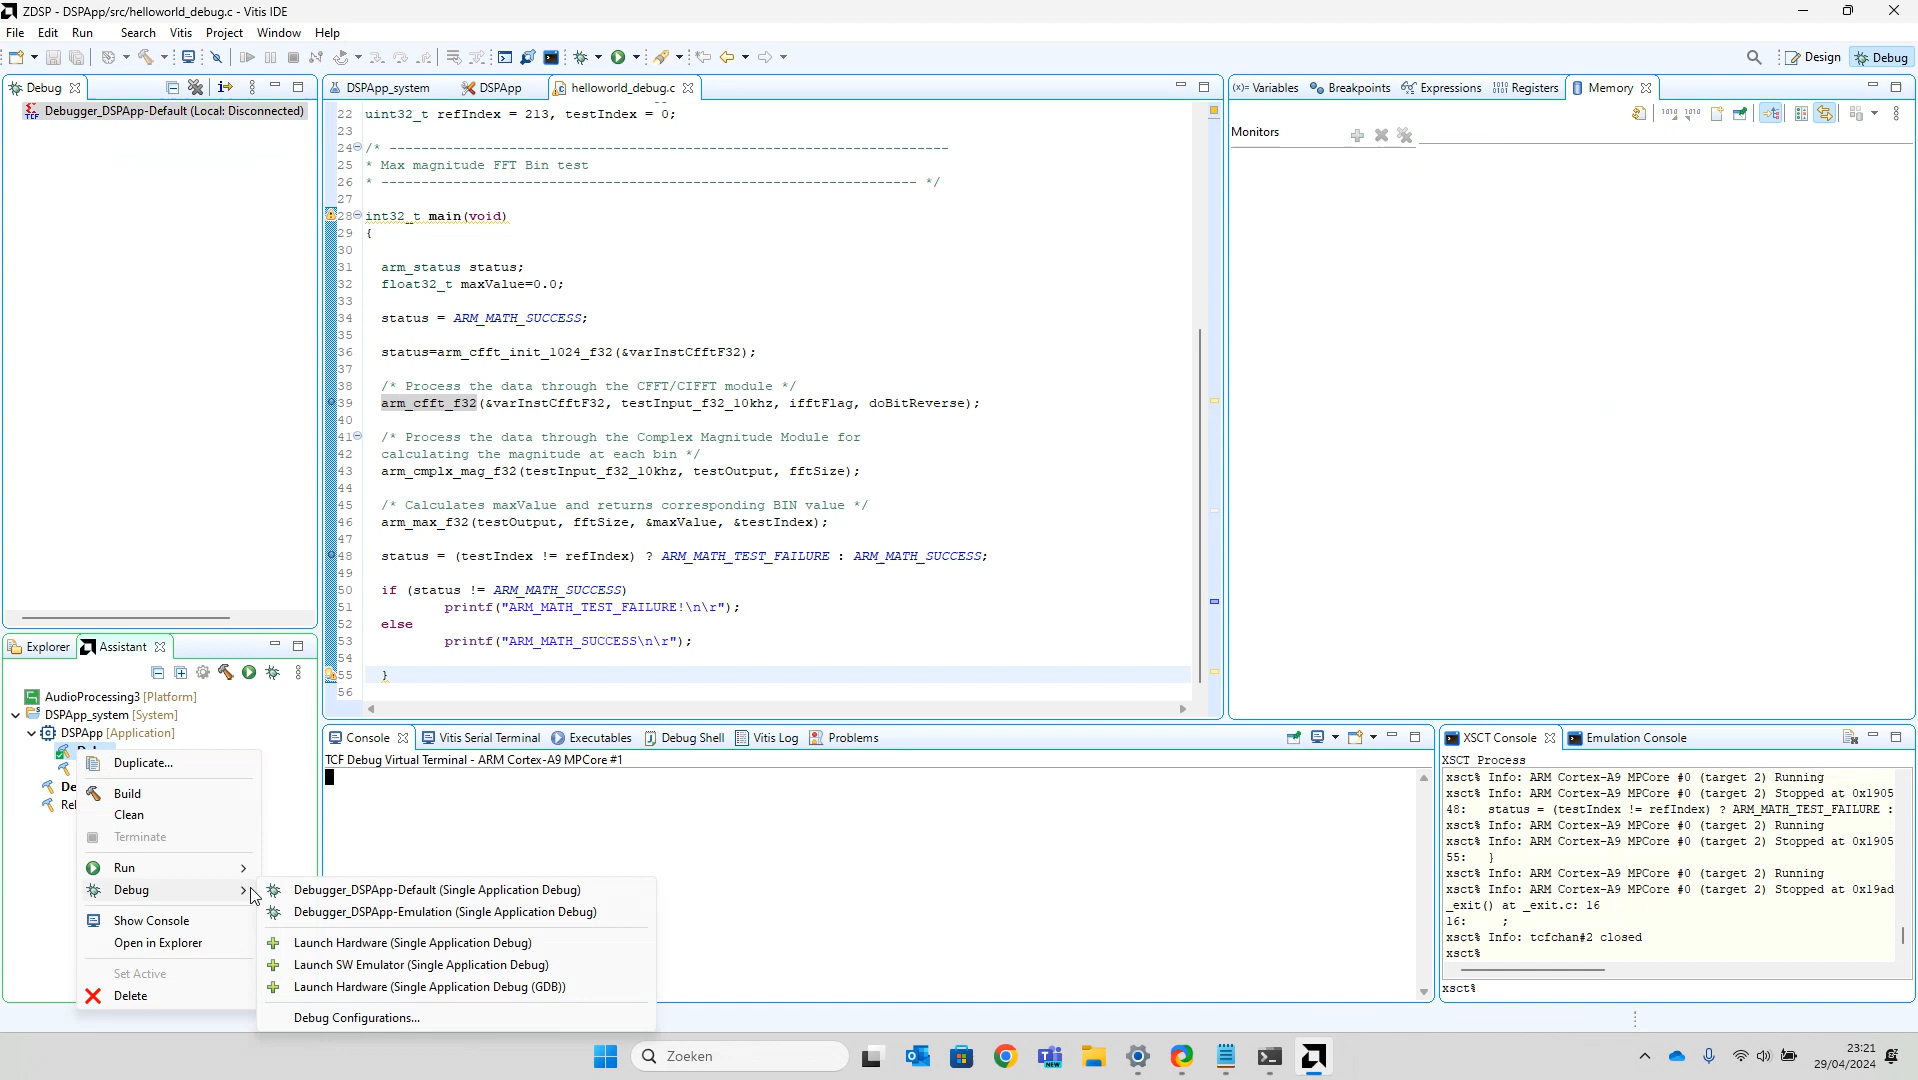 ZDSP - DSPApp/src/helloworld_debug.c - Vitis IDE
File Edit Run Search Vitis Project Window Help
Design Debug
Debug
Debugger_DSPApp-Default (Local: Disconnected)
DSPApp_system DSPApp helloworld_debug.c
22 uint32_t refIndex = 213, testIndex = 0;
23
24 /* ----------------------------------------------------------------------
25 * Max magnitude FFT Bin test
26 * ------------------------------------------------------------------- */
27
28 int32_t main(void)
29 {
30
31 arm_status status;
32 float32_t maxValue=0.0;
33
34 status = ARM_MATH_SUCCESS;
35
36 status=arm_cfft_init_1024_f32(&varInstCfftF32);
37
38 /* Process the data through the CFFT/CIFFT module */
39 arm_cfft_f32(&varInstCfftF32, testInput_f32_10khz, ifftFlag, doBitReverse);
40
41 /* Process the data through the Complex Magnitude Module for
42 calculating the magnitude at each bin */
43 arm_cmplx_mag_f32(testInput_f32_10khz, testOutput, fftSize);
44
45 /* Calculates maxValue and returns corresponding BIN value */
46 arm_max_f32(testOutput, fftSize, &maxValue, &testIndex);
47
48 status = (testIndex != refIndex) ? ARM_MATH_TEST_FAILURE : ARM_MATH_SUCCESS;
49
50 if (status != ARM_MATH_SUCCESS)
51 printf("ARM_MATH_TEST_FAILURE!\n\r");
52 else
53 printf("ARM_MATH_SUCCESS\n\r");
54
55 }
56
(x)= Variables Breakpoints Expressions Registers Memory
Monitors
Explorer Assistant
AudioProcessing3 [Platform]
DSPApp_system [System]
DSPApp [Application]
De
Rel
Duplicate...
Build
Clean
Terminate
Run
Debug
Show Console
Open in Explorer
Set Active
Delete
Debugger_DSPApp-Default (Single Application Debug)
Debugger_DSPApp-Emulation (Single Application Debug)
Launch Hardware (Single Application Debug)
Launch SW Emulator (Single Application Debug)
Launch Hardware (Single Application Debug (GDB))
Debug Configurations...
Console Vitis Serial Terminal Executables Debug Shell Vitis Log Problems
TCF Debug Virtual Terminal - ARM Cortex-A9 MPCore #1
XSCT Console Emulation Console
XSCT Process
xsct% Info: ARM Cortex-A9 MPCore #0 (target 2) Running
xsct% Info: ARM Cortex-A9 MPCore #0 (target 2) Stopped at 0x1905
48: status = (testIndex != refIndex) ? ARM_MATH_TEST_FAILURE :
xsct% Info: ARM Cortex-A9 MPCore #0 (target 2) Running
xsct% Info: ARM Cortex-A9 MPCore #0 (target 2) Stopped at 0x1905
55: }
xsct% Info: ARM Cortex-A9 MPCore #0 (target 2) Running
xsct% Info: ARM Cortex-A9 MPCore #0 (target 2) Stopped at 0x19ad
_exit() at _exit.c: 16
16: ;
xsct% Info: tcfchan#2 closed
xsct%
xsct%
Zoeken
23:21
29/04/2024